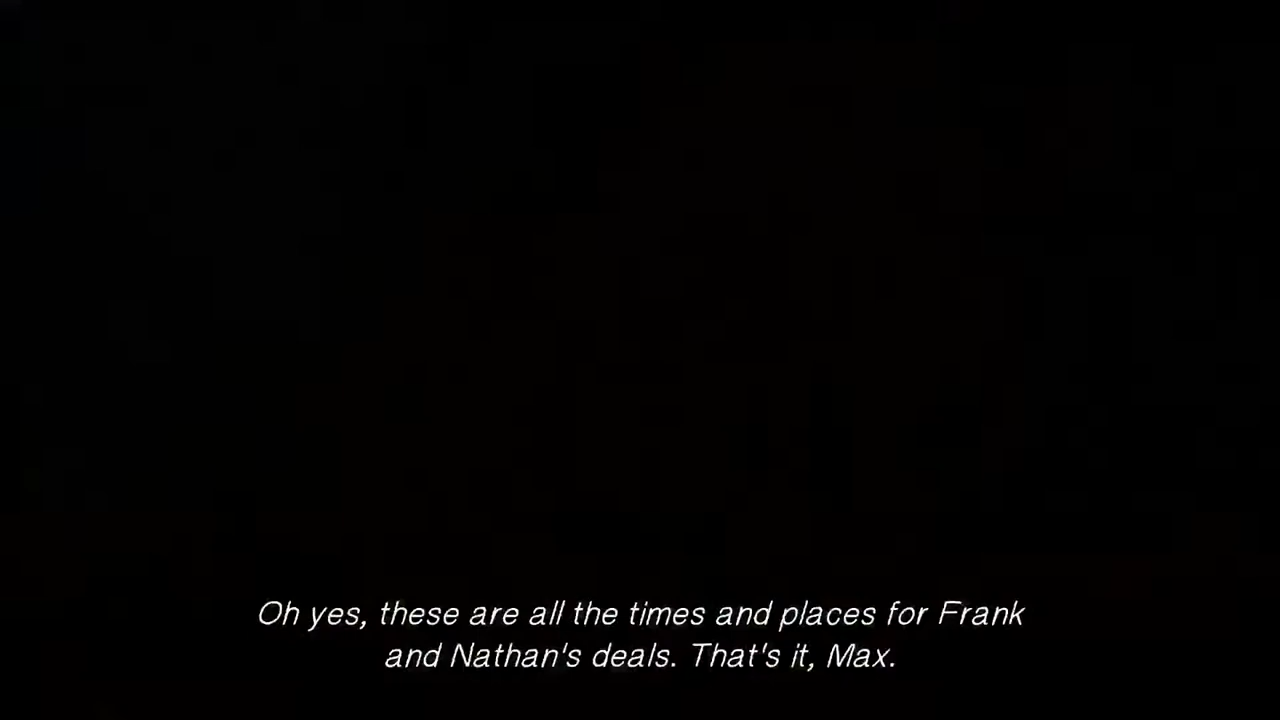 Oh yes, these are all the times and places for Frank
and Nathan's deals. That's it, Max.